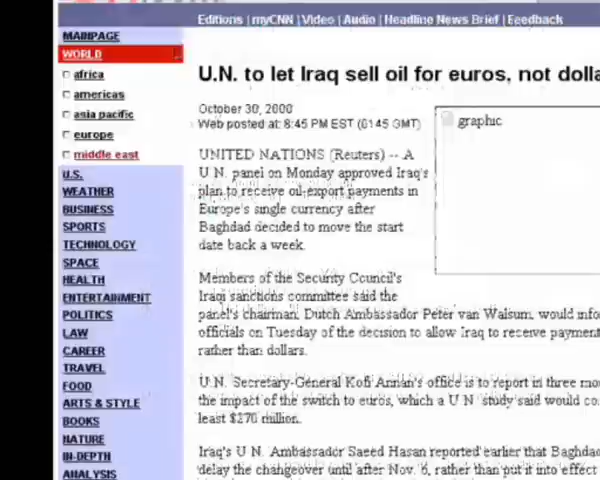 Editions | myCNN | Video | Audio | Headline News Brief | Feedback
MAINPAGE
WORLD
africa
americas
asia pacific
europe
middle east
U.S.
WEATHER
BUSINESS
SPORTS
TECHNOLOGY
SPACE
HEALTH
ENTERTAINMENT
POLITICS
LAW
CAREER
TRAVEL
FOOD
ARTS & STYLE
BOOKS
NATURE
IN-DEPTH
ANALYSIS
U.N. to let Iraq sell oil for euros, not dolla
October 30, 2000
Web posted at: 8:45 PM EST (0145 GMT)
graphic
UNITED NATIONS (Reuters) -- A
U.N. panel on Monday approved Iraq's
plan to receive oil-export payments in
Europe's single currency after
Baghdad decided to move the start
date back a week.
Members of the Security Council's
Iraqi sanctions committee said the
panel's chairman, Dutch Ambassador Peter van Walsum, would info
officials on Tuesday of the decision to allow Iraq to receive payment
rather than dollars.
U.N. Secretary-General Kofi Annan's office is to report in three mo
the impact of the switch to euros, which a U.N. study said would co
least $270 million.
Iraq's U.N. Ambassador Saeed Hasan reported earlier that Baghdad
delay the changeover until after Nov. 6, rather than put it into effect